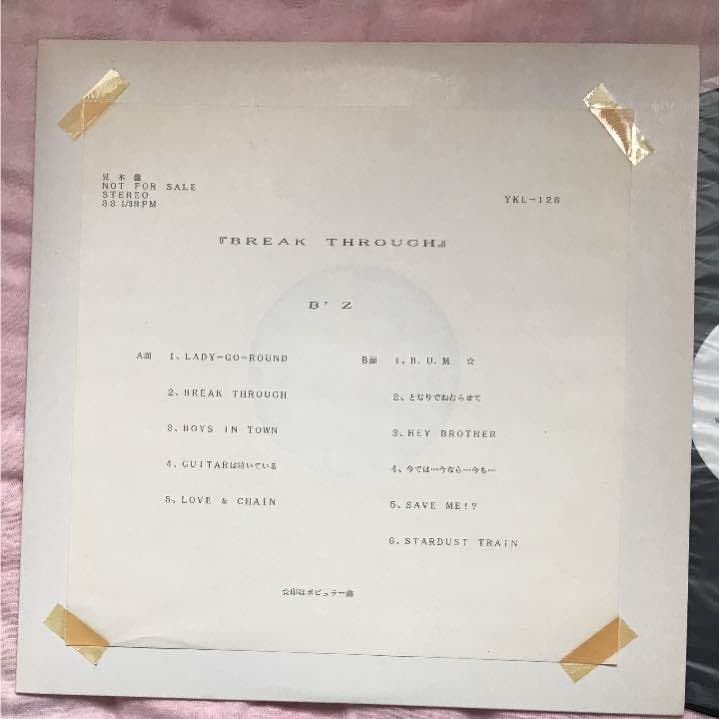 見本盤
NOT FOR SALE
STEREO
33 1/3RPM
YKL-128
『BREAK THROUGH』
B'Z
A面 1、LADY-GO-ROUND
2、BREAK THROUGH
3、BOYS IN TOWN
4、GUITARは泣いている
5、LOVE & CHAIN
B面 1、B.U.M ☆
2、となりでねむらせて
3、HEY BROTHER
4、今では…今なら…今も…
5、SAVE ME!?
6、STARDUST TRAIN
☆印はポピュラー曲